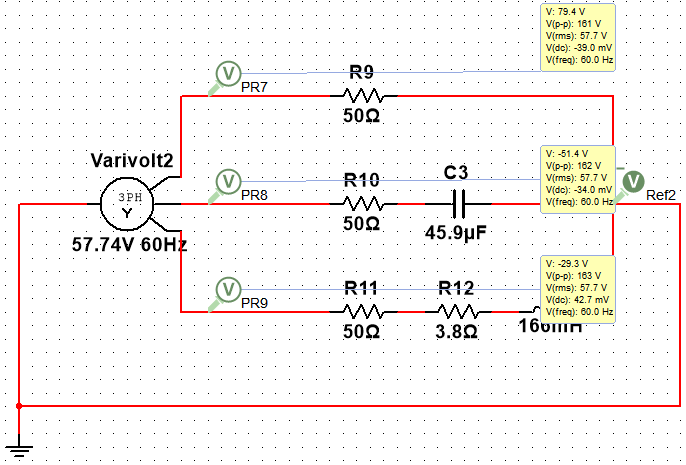 V: 79.4 V
V(p-p): 161 V
V(rms): 57.7 V
V(dc): -39.0 mV
V(freq): 60.0 Hz
V
PR7
R9
50Ω
Varivolt2
3PH
Y
57.74V 60Hz
V
PR8
R10
50Ω
C3
45.9µF
V: -51.4 V
V(p-p): 162 V
V(rms): 57.7 V
V(dc): -34.0 mV
V(freq): 60.0 Hz
V
Ref2
V
PR9
R11
50Ω
R12
3.8Ω
V: -29.3 V
V(p-p): 163 V
V(rms): 57.7 V
V(dc): 42.7 mV
V(freq): 60.0 Hz